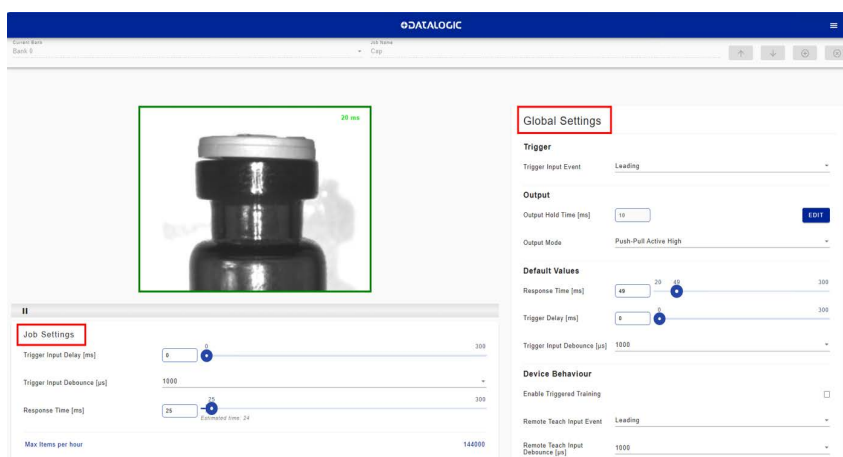 DATALOGIC
Current Bank
Bank 0
Job Name
Cap
20 ms
Job Settings
Trigger Input Delay [ms]
0
0
300
Trigger Input Debounce [µs]
1000
Response Time [ms]
25
25
300
Estimated time: 24
Max Items per hour
144000
Global Settings
Trigger
Trigger Input Event
Leading
Output
Output Hold Time [ms]
10
EDIT
Output Mode
Push-Pull Active High
Default Values
Response Time [ms]
49
20
49
300
Trigger Delay [ms]
0
0
300
Trigger Input Debounce [µs]
1000
Device Behaviour
Enable Triggered Training
Remote Teach Input Event
Leading
Remote Teach Input
Debounce [µs]
1000